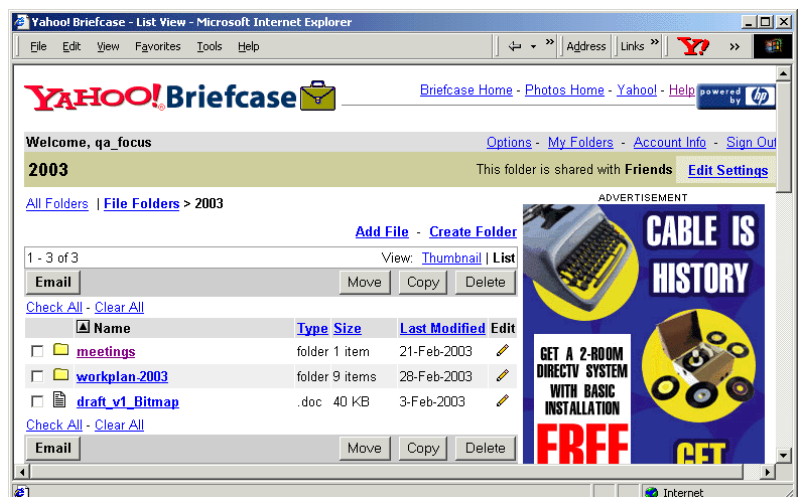 Yahoo! Briefcase - List View - Microsoft Internet Explorer
File Edit View Favorites Tools Help
Address Links » Y! »
YAHOO! Briefcase
Briefcase Home - Photos Home - Yahoo! - Help
powered by hp
Welcome, qa_focus
Options - My Folders - Account Info - Sign Out
2003
This folder is shared with Friends Edit Settings
All Folders | File Folders > 2003
ADVERTISEMENT
Add File - Create Folder
1 - 3 of 3 View: Thumbnail | List
Email Move Copy Delete
Check All - Clear All
Name Type Size Last Modified Edit
meetings folder 1 item 21-Feb-2003
workplan-2003 folder 9 items 28-Feb-2003
draft_v1_Bitmap .doc 40 KB 3-Feb-2003
Check All - Clear All
Email Move Copy Delete
CABLE IS
HISTORY
GET A 2-ROOM
DIRECTV SYSTEM
WITH BASIC
INSTALLATION
FREE
GET
Internet